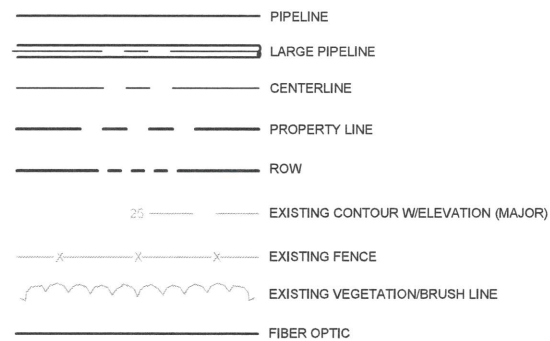 PIPELINE
LARGE PIPELINE
CENTERLINE
PROPERTY LINE
ROW
25 EXISTING CONTOUR W/ELEVATION (MAJOR)
X X X EXISTING FENCE
EXISTING VEGETATION/BRUSH LINE
FIBER OPTIC